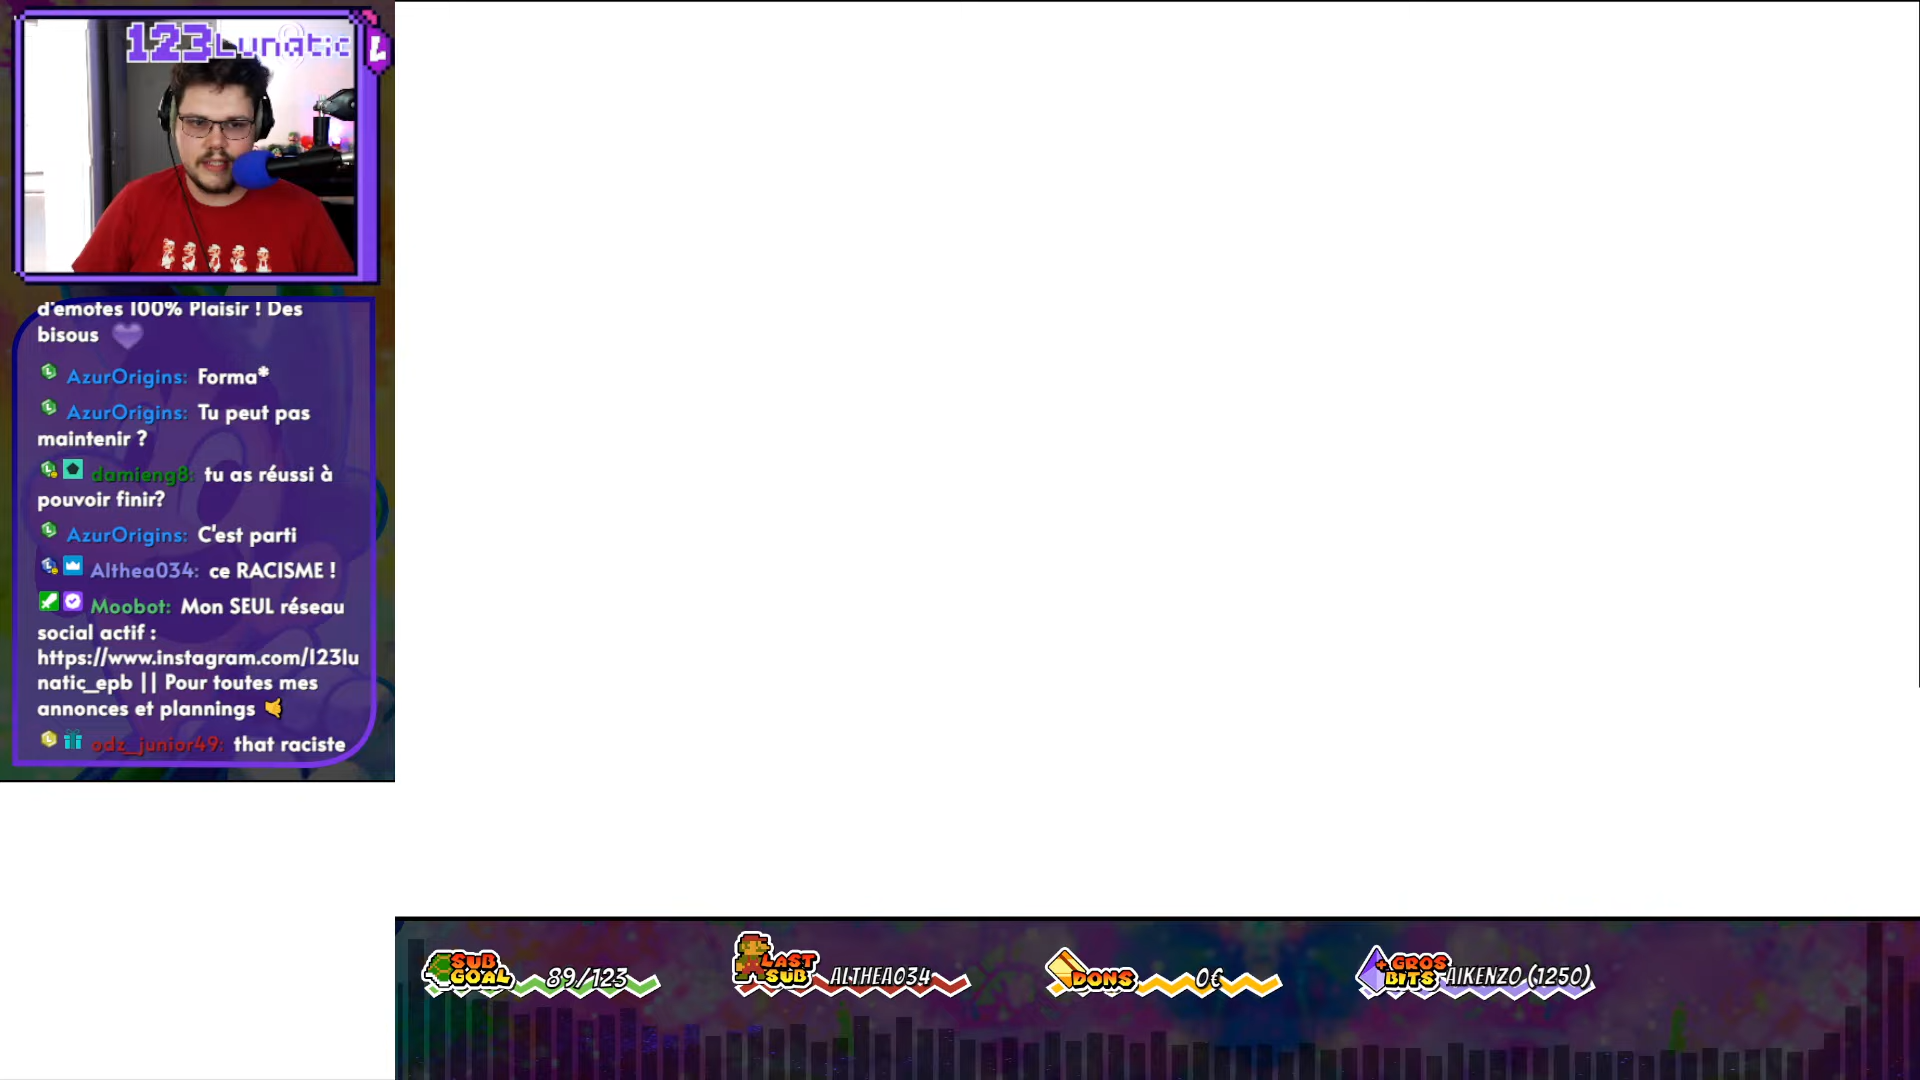 123Lunatic
d'emotes 100% Plaisir ! Des
bisous 💜
AzurOrigins: Forma*
AzurOrigins: Tu peut pas
maintenir ?
damieng8: tu as réussi à
pouvoir finir?
AzurOrigins: C'est parti
Althea034: ce RACISME !
Moobot: Mon SEUL réseau
social actif :
https://www.instagram.com/123lu
natic_epb || Pour toutes mes
annonces et plannings 🤙
odz_junior49: that raciste
SUB GOAL 89/123
LAST SUB ALTHEA034
DONS 0€
+ GROS BITS AIKENZO (1250)